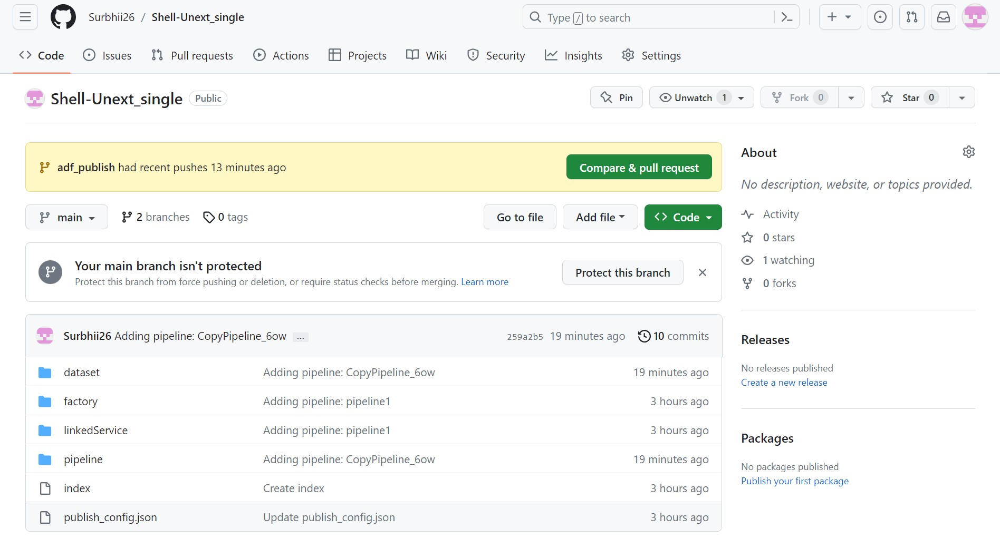 Surbhii26 / Shell-Unext_single
Type / to search
Code Issues Pull requests Actions Projects Wiki Security Insights Settings
Shell-Unext_single Public
Pin Unwatch 1 Fork 0 Star 0
adf_publish had recent pushes 13 minutes ago
Compare & pull request
main 2 branches 0 tags
Go to file Add file Code
Your main branch isn't protected
Protect this branch from force pushing or deletion, or require status checks before merging. Learn more
Protect this branch
Surbhii26 Adding pipeline: CopyPipeline_6ow ... 259a2b5 19 minutes ago 10 commits
dataset Adding pipeline: CopyPipeline_6ow 19 minutes ago
factory Adding pipeline: pipeline1 3 hours ago
linkedService Adding pipeline: pipeline1 3 hours ago
pipeline Adding pipeline: CopyPipeline_6ow 19 minutes ago
index Create index 3 hours ago
publish_config.json Update publish_config.json 3 hours ago
About
No description, website, or topics provided.
Activity
0 stars
1 watching
0 forks
Releases
No releases published
Create a new release
Packages
No packages published
Publish your first package